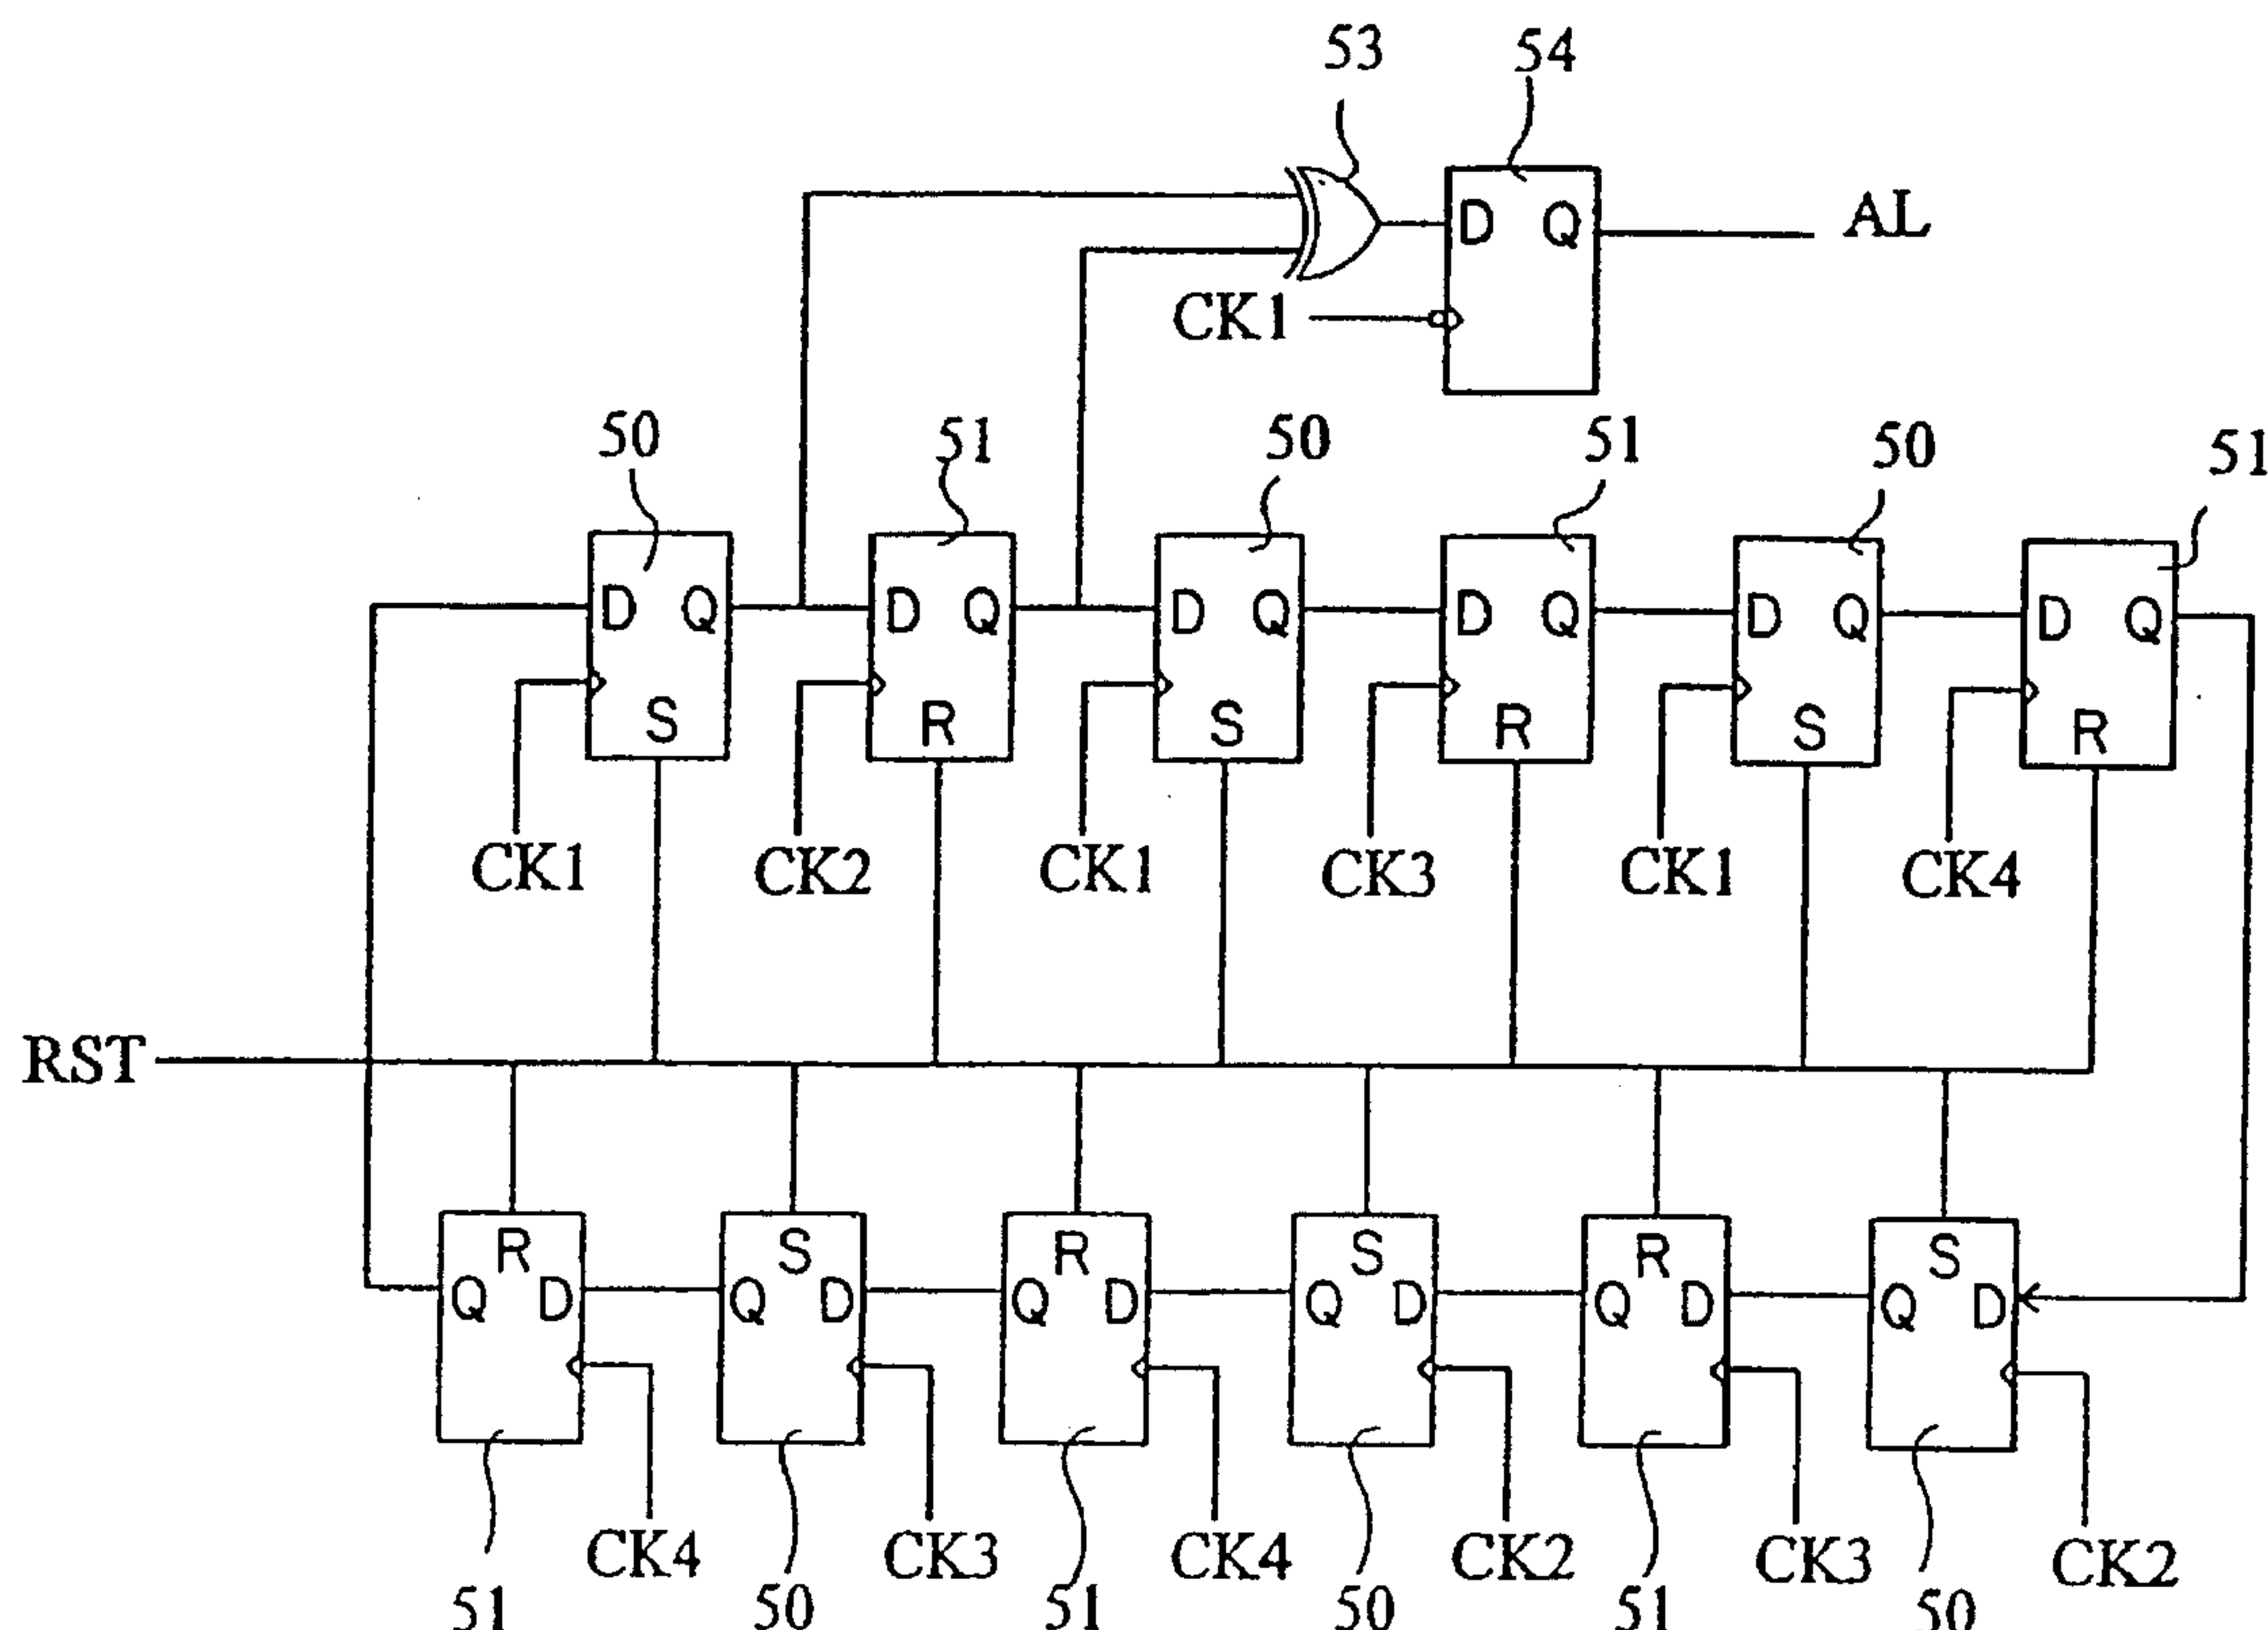 53 54
D Q AL
CK1
50 51 50 51 50 51
D Q D Q D Q D Q D Q D Q
S R S R S R
CK1 CK2 CK1 CK3 CK1 CK4
RST
R S R S R S
Q D Q D Q D Q D Q D Q D
CK4 CK3 CK4 CK2 CK3 CK2
51 50 51 50 51 50